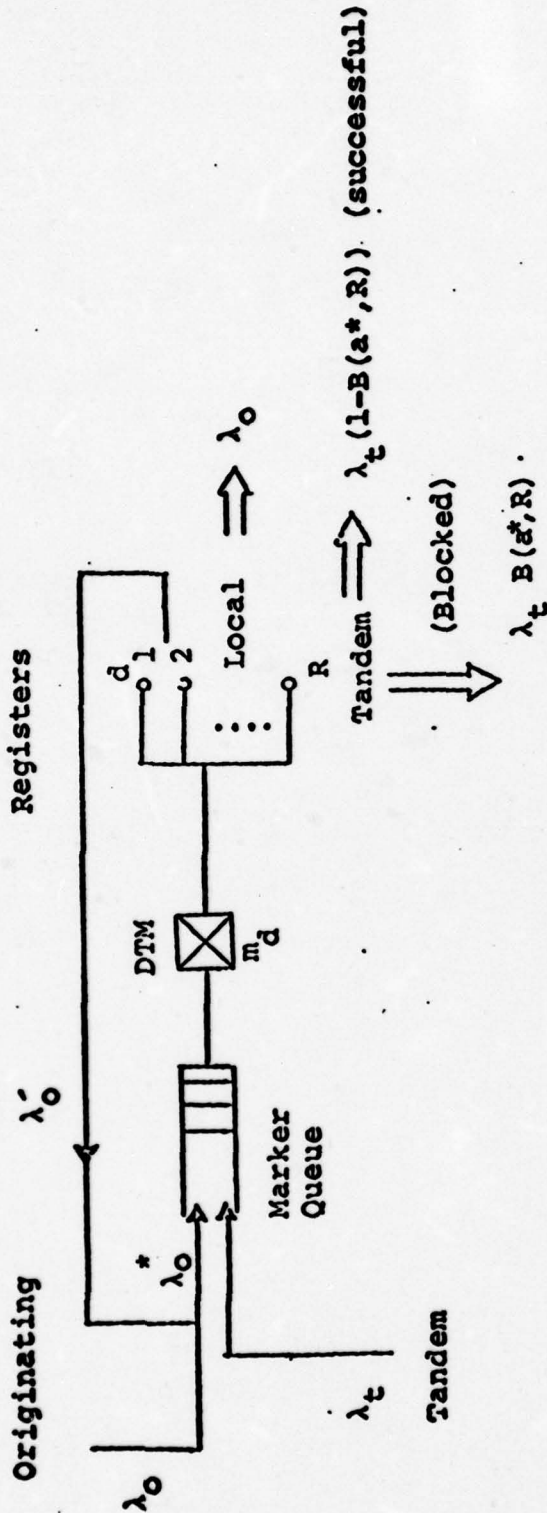 Originating
λo
λo´
λo*
λt
Tandem
Marker
Queue
DTM
md
Registers
d
1
2
R
Local
λo
Tandem
λt(1-B(a*,R)) (successful)
(Blocked)
λt B(a*,R)